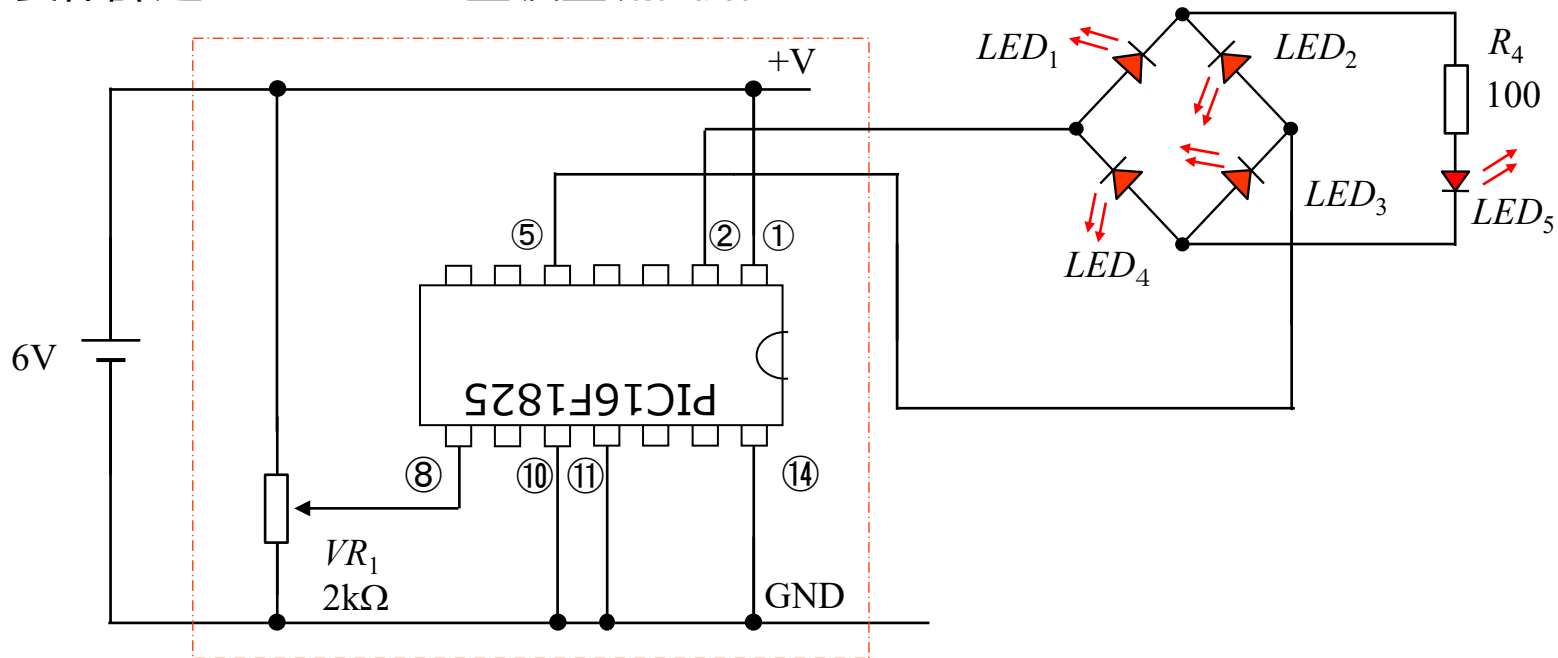 +V
LED1
LED2
R4
100
LED3
LED5
LED4
⑤
②
①
6V
PIC16F1825
⑧
⑩
⑪
⑭
VR1
2kΩ
GND